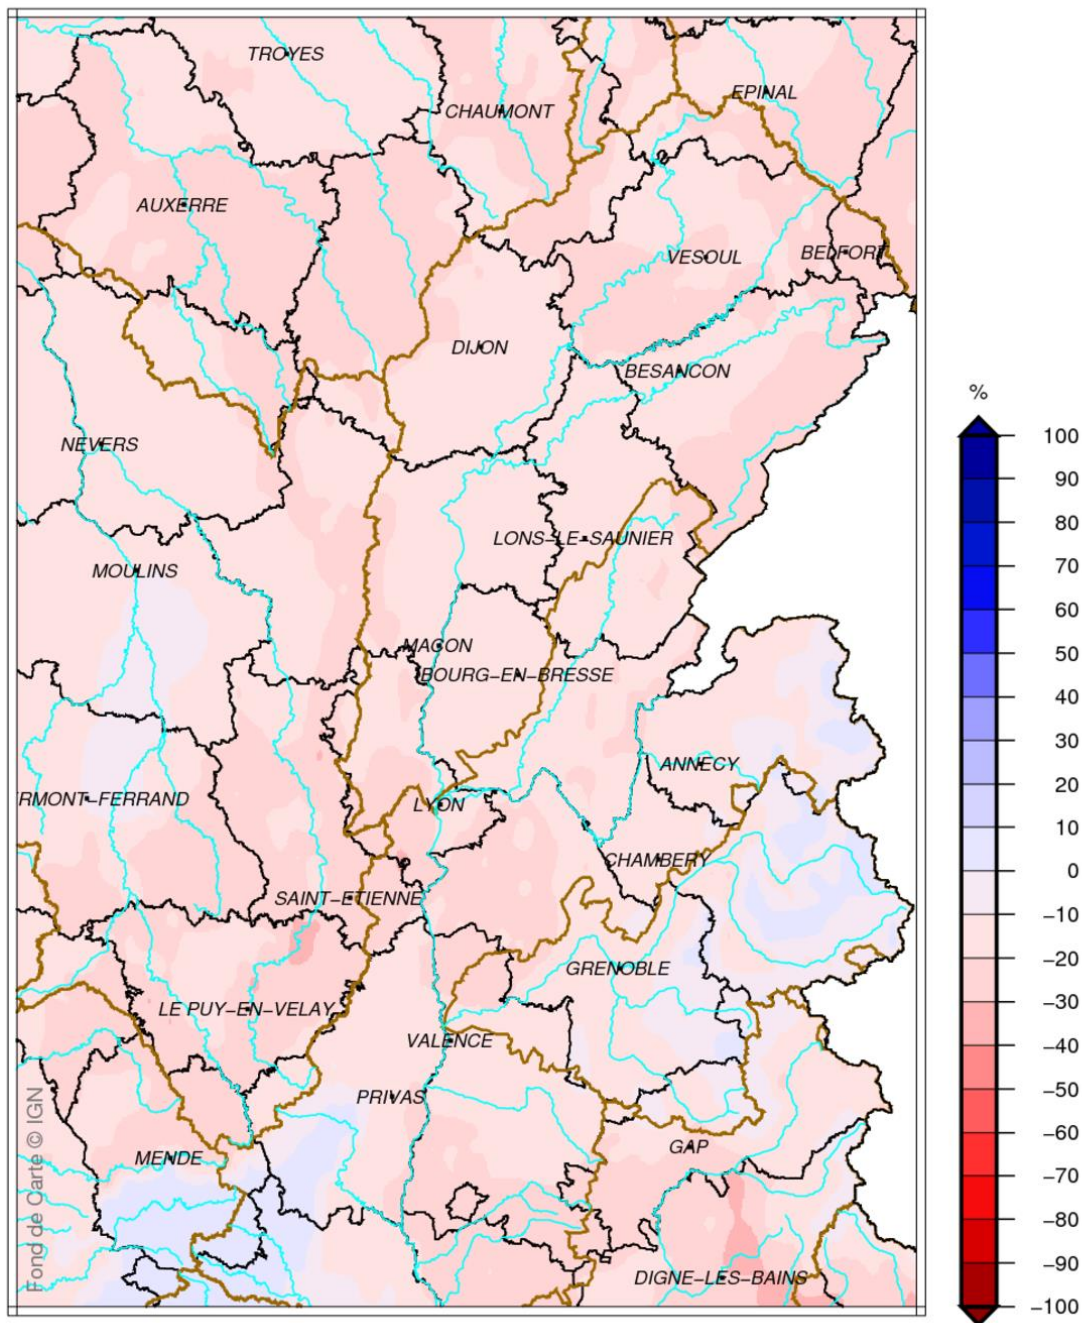 TROYES
EPINAL
CHAUMONT
AUXERRE
BELFORT
VESOUL
DIJON
BESANCON
%
100
90
80
70
60
50
40
30
20
10
0
−10
−20
−30
−40
−50
−60
−70
−80
−90
−100
NEVERS
LONS−LE−SAUNIER
MOULINS
MACON
BOURG−EN−BRESSE
ANNECY
ERMONT−FERRAND
LYON
CHAMBERY
SAINT−ETIENNE
GRENOBLE
LE PUY−EN−VELAY
VALENCE
PRIVAS
GAP
MENDE
DIGNE−LES−BAINS
Fond de Carte © IGN